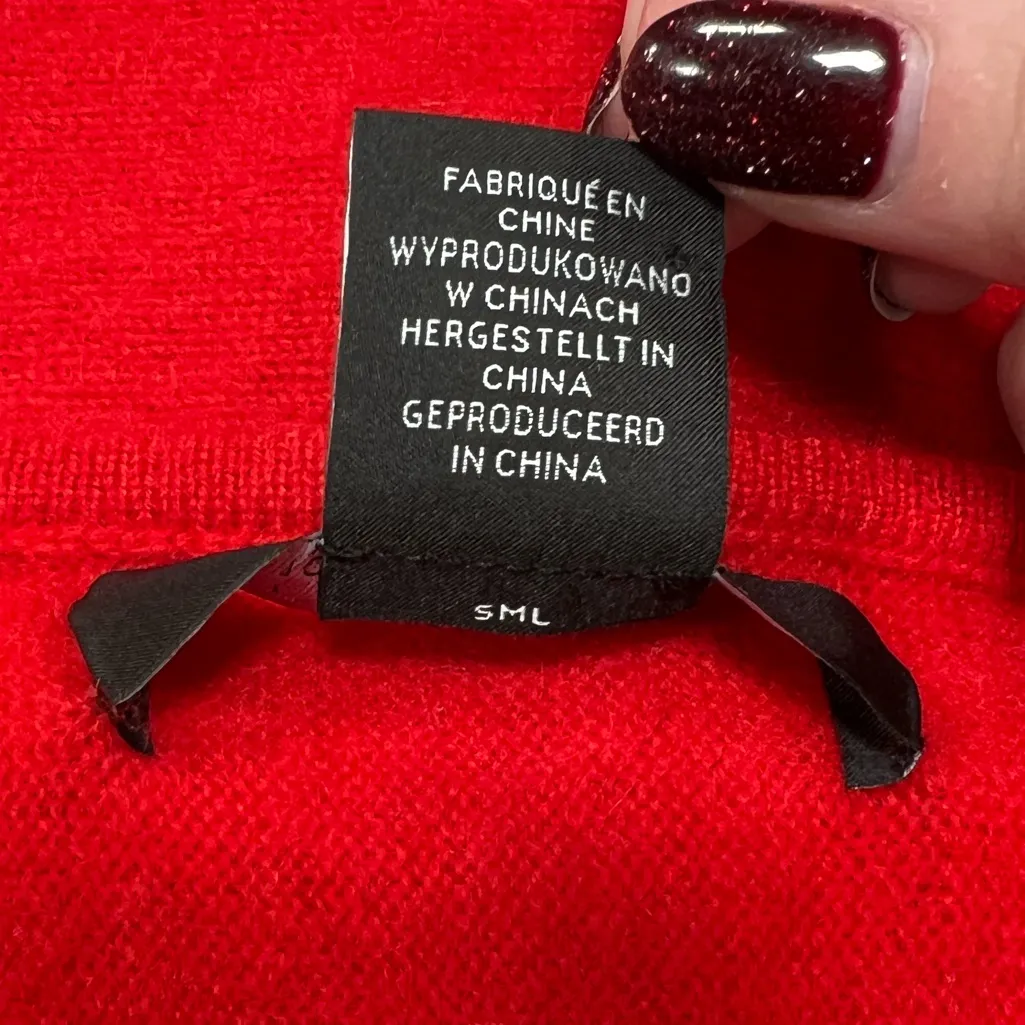 FABRIQUÉ EN
CHINE
WYPRODUKOWANO
W CHINACH
HERGESTELLT IN
CHINA
GEPRODUCEERD
IN CHINA
SML